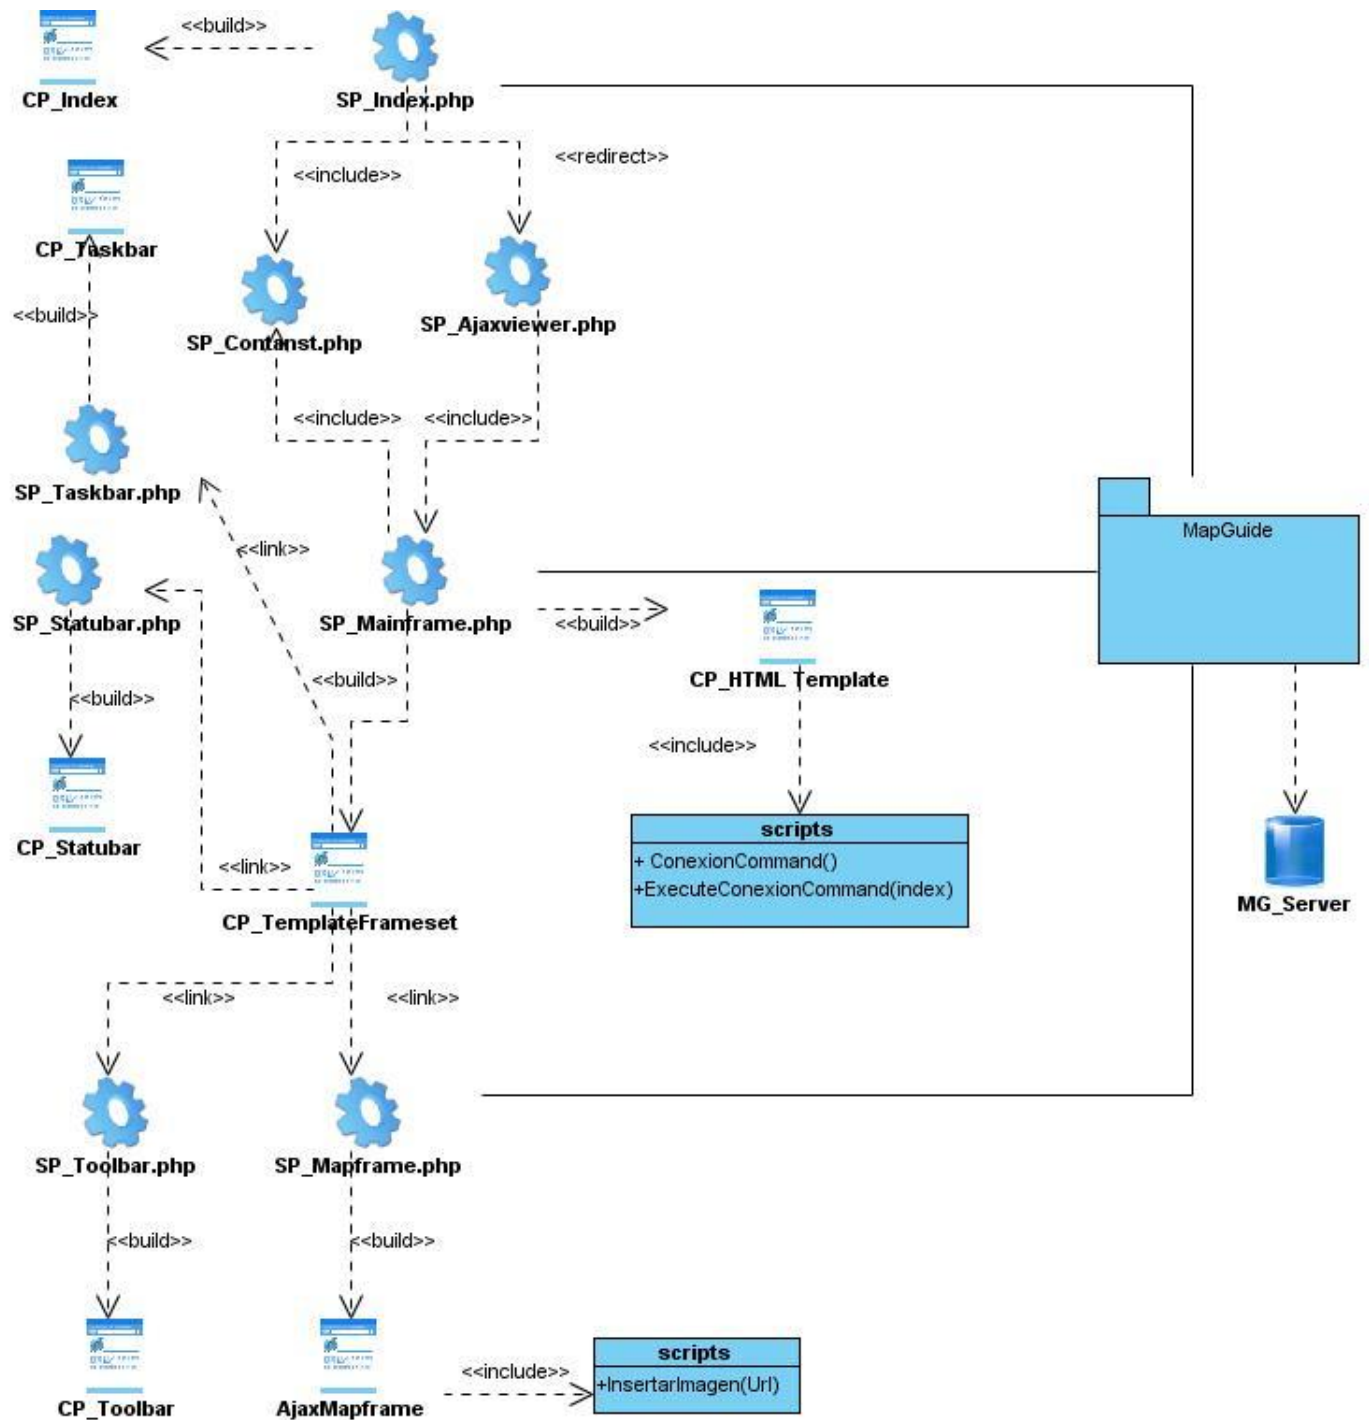 <<build>>
CP_Index
SP_Index.php
<<redirect>>
<<include>>
CP_Taskbar
<<build>>
SP_Ajaxviewer.php
SP_Contanst.php
<<include>>
<<include>>
SP_Taskbar.php
MapGuide
<<link>>
SP_Statubar.php
SP_Mainframe.php
<<build>>
<<build>>
CP_HTML Template
<<build>>
<<include>>
scripts
+ ConexionCommand()
+ExecuteConexionCommand(index)
CP_Statubar
<<link>>
MG_Server
CP_TemplateFrameset
<<link>>
<<link>>
SP_Toolbar.php
SP_Mapframe.php
<<build>>
<<build>>
scripts
<<include>>
+InsertarImagen(Url)
CP_Toolbar
AjaxMapframe